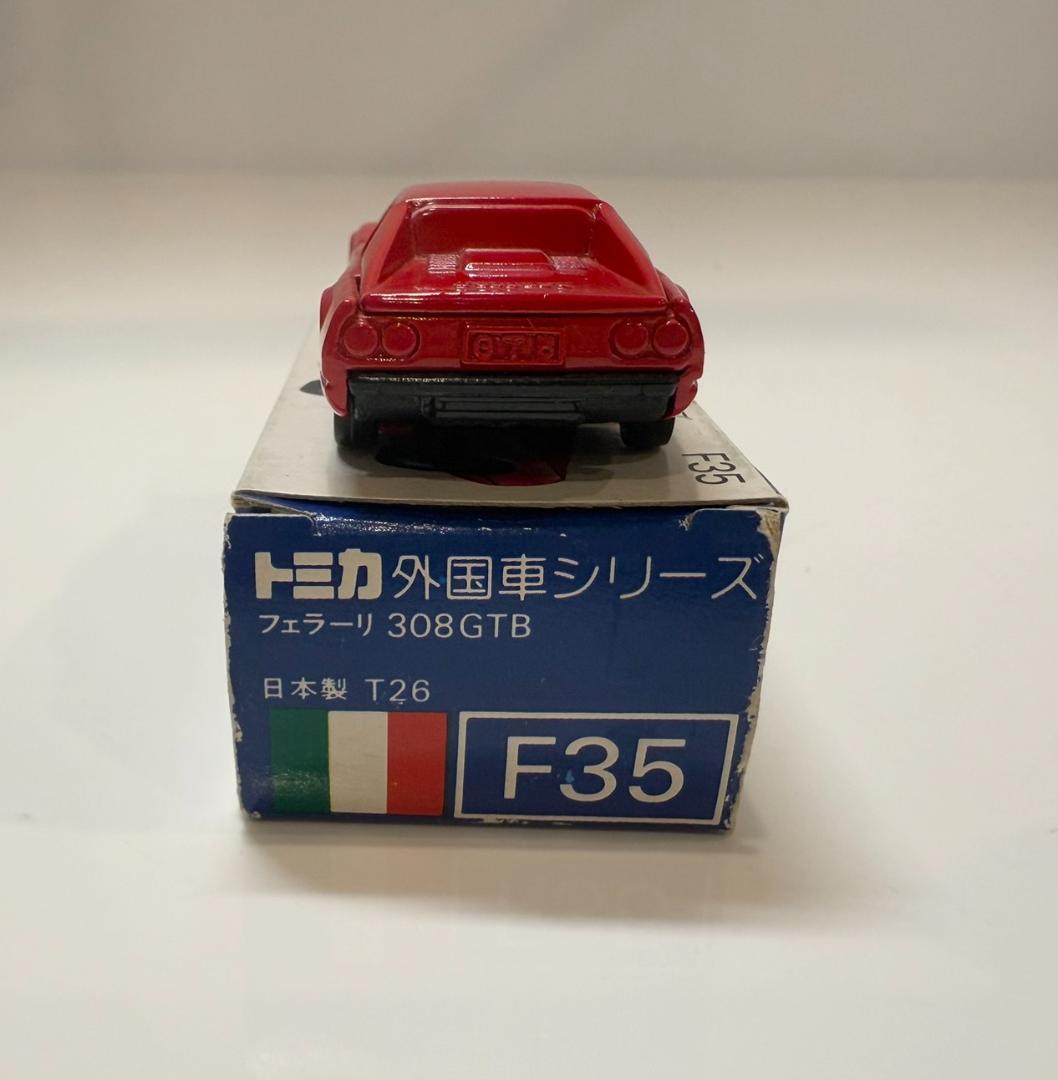 F35
トミカ 外国車シリーズ
フェラーリ 308GTB
日本製 T26
F35